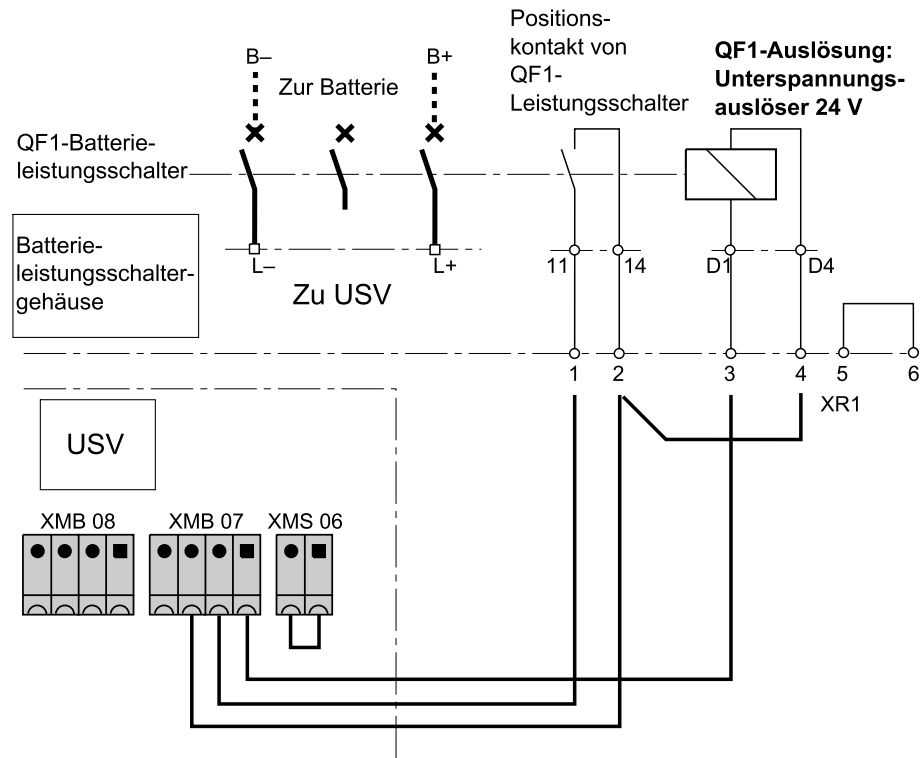 Positions-
kontakt von
QF1-
Leistungsschalter
QF1-Auslösung:
Unterspannungs-
auslöser 24 V
B–
B+
Zur Batterie
QF1-Batterie-
leistungsschalter
Batterie-
leistungsschalter-
gehäuse
L–
L+
Zu USV
11
14
D1
D4
1
2
3
4
5
6
XR1
USV
XMB 08
XMB 07
XMS 06